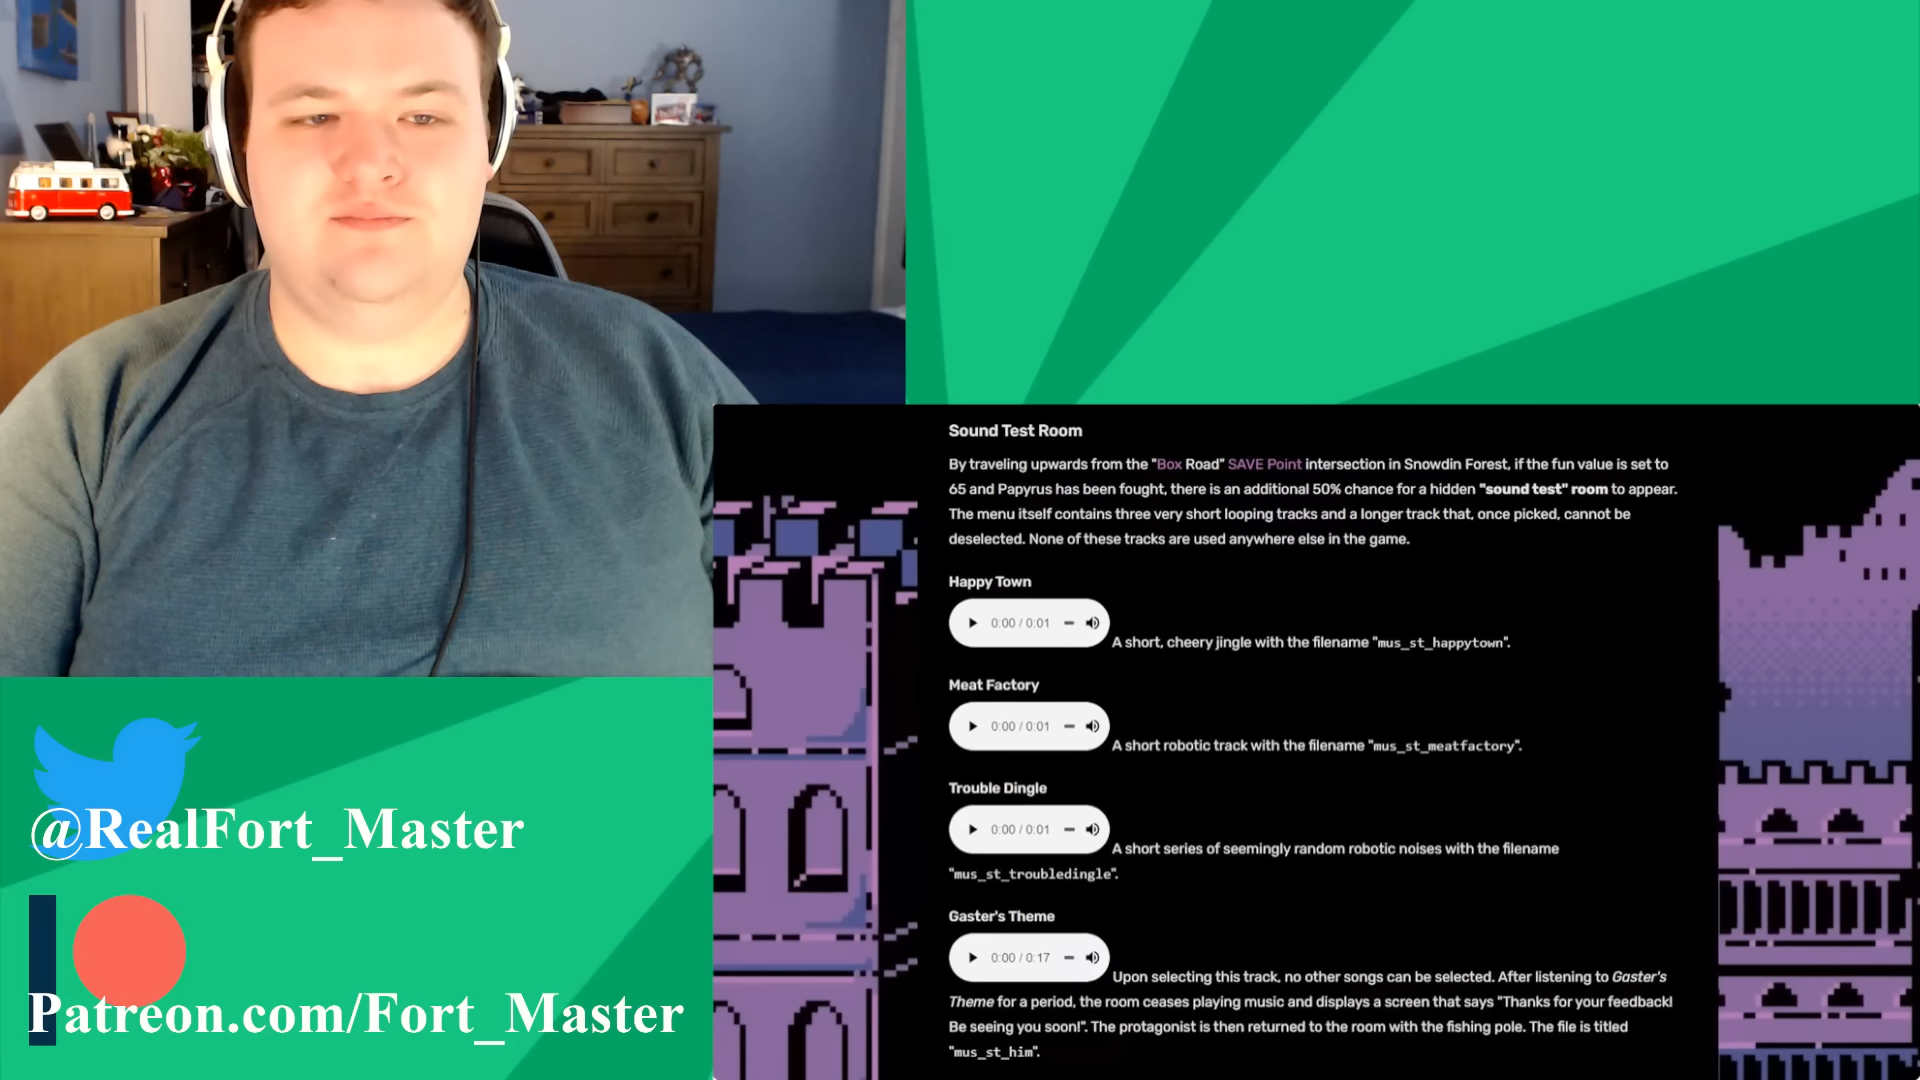 Sound Test Room
By traveling upwards from the "Box Road" SAVE Point intersection in Snowdin Forest, if the fun value is set to
65 and Papyrus has been fought, there is an additional 50% chance for a hidden "sound test" room to appear.
The menu itself contains three very short looping tracks and a longer track that, once picked, cannot be
deselected. None of these tracks are used anywhere else in the game.
Happy Town
0:00 / 0:01
A short, cheery jingle with the filename "mus_st_happytown".
Meat Factory
0:00 / 0:01
A short robotic track with the filename "mus_st_meatfactory".
Trouble Dingle
0:00 / 0:01
A short series of seemingly random robotic noises with the filename
"mus_st_troubledingle".
Gaster's Theme
0:00 / 0:17
Upon selecting this track, no other songs can be selected. After listening to Gaster's
Theme for a period, the room ceases playing music and displays a screen that says "Thanks for your feedback!
Be seeing you soon!". The protagonist is then returned to the room with the fishing pole. The file is titled
"mus_st_him".
@RealFort_Master
Patreon.com/Fort_Master